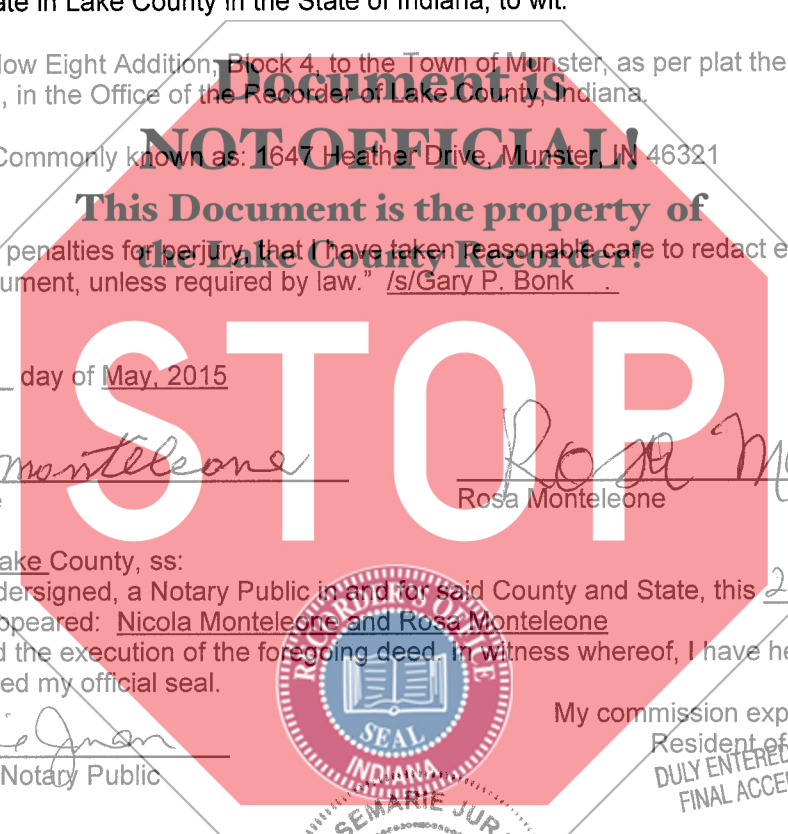 ate in Lake County in the State of Indiana, to wit:
low Eight Addition, Block 4, to the Town of Munster, as per plat the
, in the Office of the Recorder of Lake County, Indiana.
Document is
NOT OFFICIAL!
Commonly known as: 1647 Heather Drive, Munster, IN 46321
This Document is the property of
the Lake County Recorder!
penalties for perjury, that I have taken reasonable care to redact e
ument, unless required by law." /s/Gary P. Bonk .
STOP
day of May, 2015
monteleone
Rosa M
Rosa Monteleone
ake County, ss:
dersigned, a Notary Public in and for said County and State, this 2
ppeared: Nicola Monteleone and Rosa Monteleone
d the execution of the foregoing deed. In witness whereof, I have he
ed my official seal.
RECORDER'S OFFICE
SEAL
INDIANA
My commission exp
Resident of
Notary Public
DULY ENTERED
FINAL ACCE
SEMARIE JUR